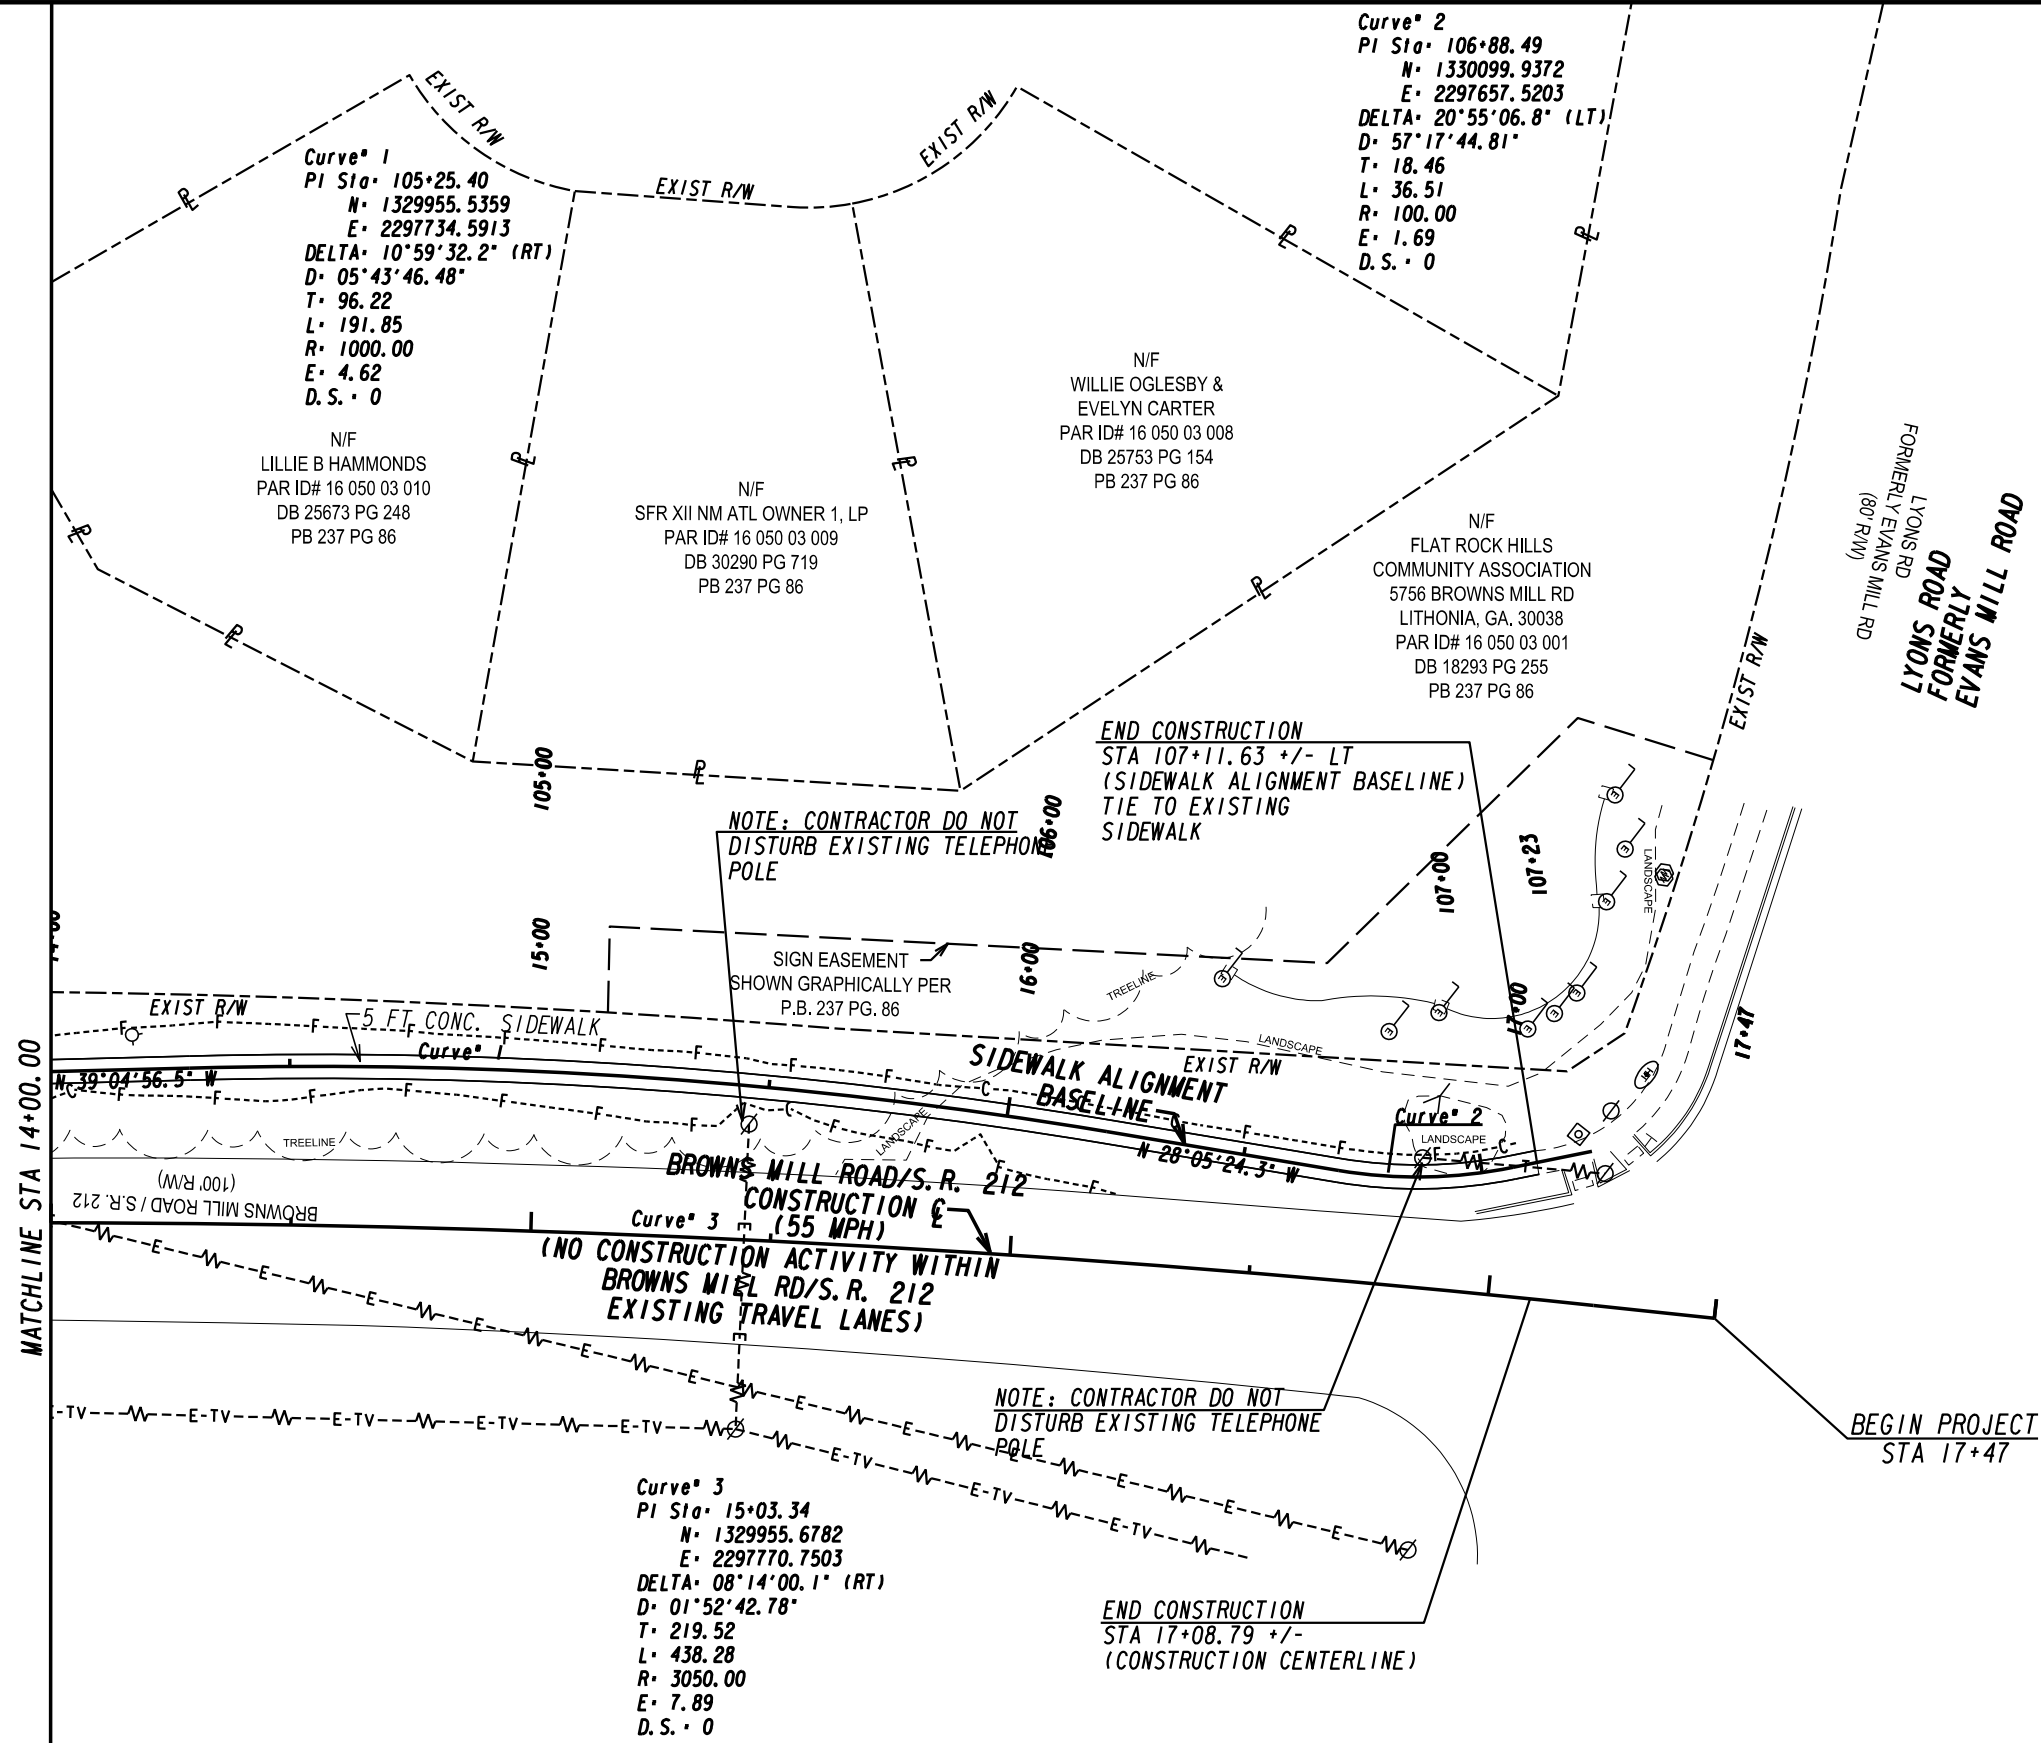 Curve# 1
PI Sta: 105+25.40
N: 1329955.5359
E: 2297734.5913
DELTA: 10°59'32.2" (RT)
D: 05°43'46.48"
T: 96.22
L: 191.85
R: 1000.00
E: 4.62
D.S.: 0
Curve# 2
PI Sta: 106+88.49
N: 1330099.9372
E: 2297657.5203
DELTA: 20°55'06.8" (LT)
D: 57°17'44.81"
T: 18.46
L: 36.51
R: 100.00
E: 1.69
D.S.: 0
EXIST R/W
EXIST R/W
EXIST R/W
N/F
LILLIE B HAMMONDS
PAR ID# 16 050 03 010
DB 25673 PG 248
PB 237 PG 86
N/F
SFR XII NM ATL OWNER 1, LP
PAR ID# 16 050 03 009
DB 30290 PG 719
PB 237 PG 86
N/F
WILLIE OGLESBY &
EVELYN CARTER
PAR ID# 16 050 03 008
DB 25753 PG 154
PB 237 PG 86
N/F
FLAT ROCK HILLS
COMMUNITY ASSOCIATION
5756 BROWNS MILL RD
LITHONIA, GA. 30038
PAR ID# 16 050 03 001
DB 18293 PG 255
PB 237 PG 86
LYONS RD
FORMERLY EVANS MILL RD
(80' R/W)
LYONS ROAD
FORMERLY
EVANS MILL ROAD
EXIST R/W
END CONSTRUCTION
STA 107+11.63 +/- LT
(SIDEWALK ALIGNMENT BASELINE)
TIE TO EXISTING
SIDEWALK
NOTE: CONTRACTOR DO NOT
DISTURB EXISTING TELEPHONE
POLE
105+00
106+00
107+00
107+23
14+00
15+00
16+00
17+00
17+47
SIGN EASEMENT
SHOWN GRAPHICALLY PER
P.B. 237 PG. 86
TREELINE
LANDSCAPE
LANDSCAPE
EXIST R/W
5 FT CONC. SIDEWALK
Curve# 1
EXIST R/W
SIDEWALK ALIGNMENT
BASELINE
N 39°04'56.5" W
N 28°05'24.3" W
Curve# 2
LANDSCAPE
LANDSCAPE
TREELINE
BROWNS MILL ROAD / S.R. 212
(100' R/W)
BROWNS MILL ROAD/S.R. 212
CONSTRUCTION ℄
(55 MPH)
Curve# 3
(NO CONSTRUCTION ACTIVITY WITHIN
BROWNS MILL RD/S.R. 212
EXISTING TRAVEL LANES)
MATCHLINE STA 14+00.00
NOTE: CONTRACTOR DO NOT
DISTURB EXISTING TELEPHONE
POLE
BEGIN PROJECT
STA 17+47
Curve# 3
PI Sta: 15+03.34
N: 1329955.6782
E: 2297770.7503
DELTA: 08°14'00.1" (RT)
D: 01°52'42.78"
T: 219.52
L: 438.28
R: 3050.00
E: 7.89
D.S.: 0
END CONSTRUCTION
STA 17+08.79 +/-
(CONSTRUCTION CENTERLINE)